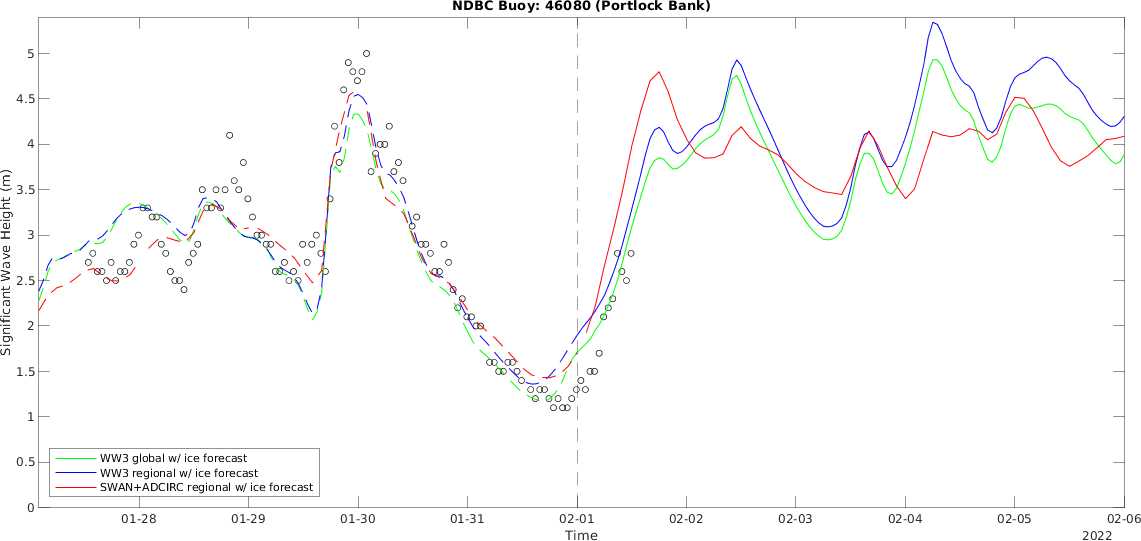 NDBC Buoy: 46080 (Portlock Bank)
5
4.5
4
3.5
3
2.5
2
1.5
1
0.5
0
Significant Wave Height (m)
WW3 global w/ ice forecast
WW3 regional w/ ice forecast
SWAN+ADCIRC regional w/ ice forecast
01-28 01-29 01-30 01-31 02-01 02-02 02-03 02-04 02-05 02-06
Time
2022